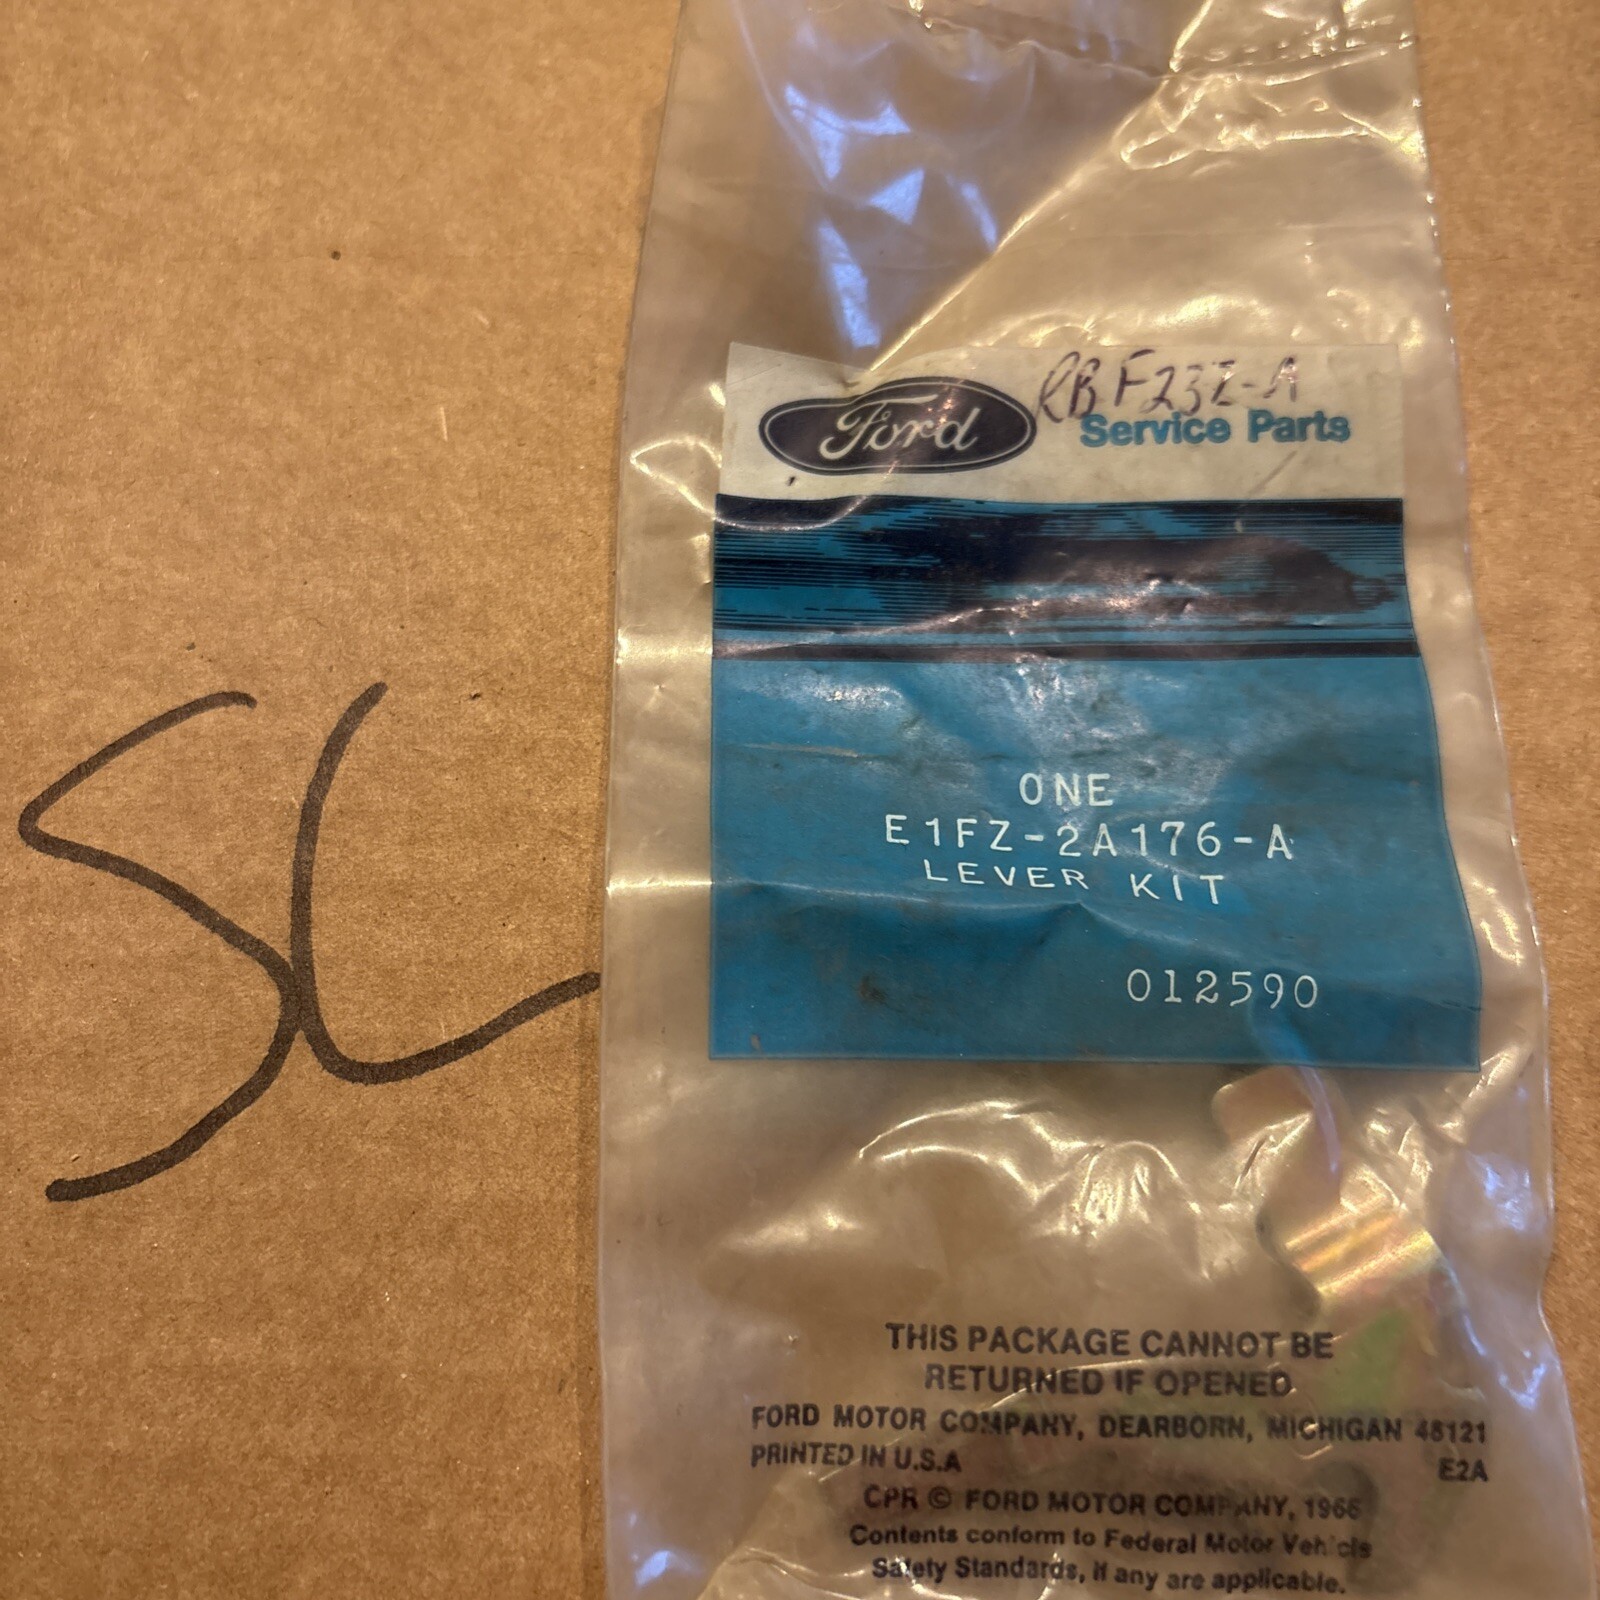 SL
RB F23Z-A
Ford Service Parts
ONE
E1FZ-2A176-A
LEVER KIT
012590
THIS PACKAGE CANNOT BE
RETURNED IF OPENED
FORD MOTOR COMPANY, DEARBORN, MICHIGAN 48121
PRINTED IN U.S.A E2A
CPR © FORD MOTOR COMPANY, 1966
Contents conform to Federal Motor Vehicle
Safety Standards, if any are applicable.